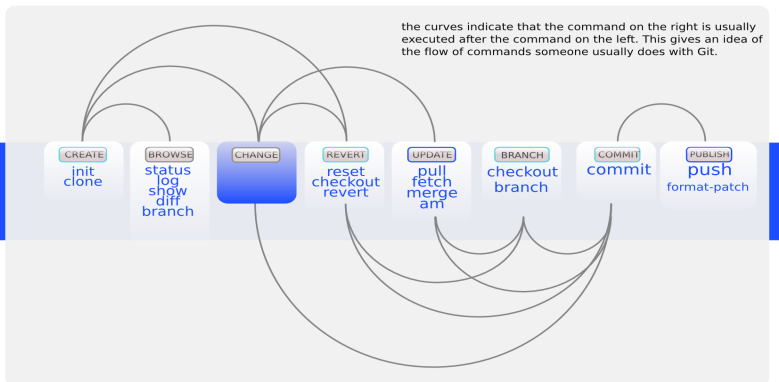 the curves indicate that the command on the right is usually
executed after the command on the left. This gives an idea of
the flow of commands someone usually does with Git.
CREATE
init
clone
BROWSE
status
log
show
diff
branch
CHANGE
REVERT
reset
checkout
revert
UPDATE
pull
fetch
merge
am
BRANCH
checkout
branch
COMMIT
commit
PUBLISH
push
format-patch